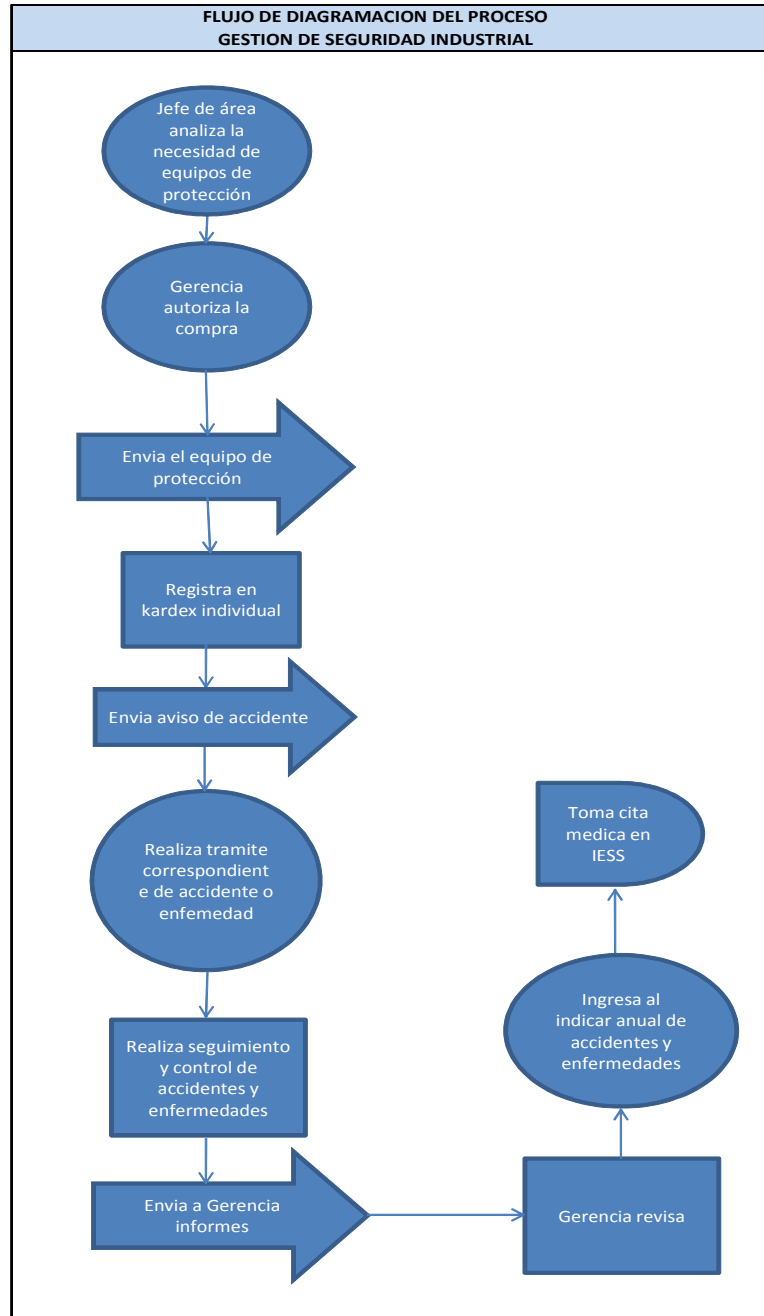 FLUJO DE DIAGRAMACION DEL PROCESO
GESTION DE SEGURIDAD INDUSTRIAL
Jefe de área
analiza la
necesidad de
equipos de
protección
Gerencia
autoriza la
compra
Envia el equipo de
protección
Registra en
kardex individual
Envia aviso de accidente
Realiza tramite
correspondient
e de accidente o
enfemedad
Realiza seguimiento
y control de
accidentes y
enfermedades
Envia a Gerencia
informes
Gerencia revisa
Ingresa al
indicar anual de
accidentes y
enfermedades
Toma cita
medica en
IESS